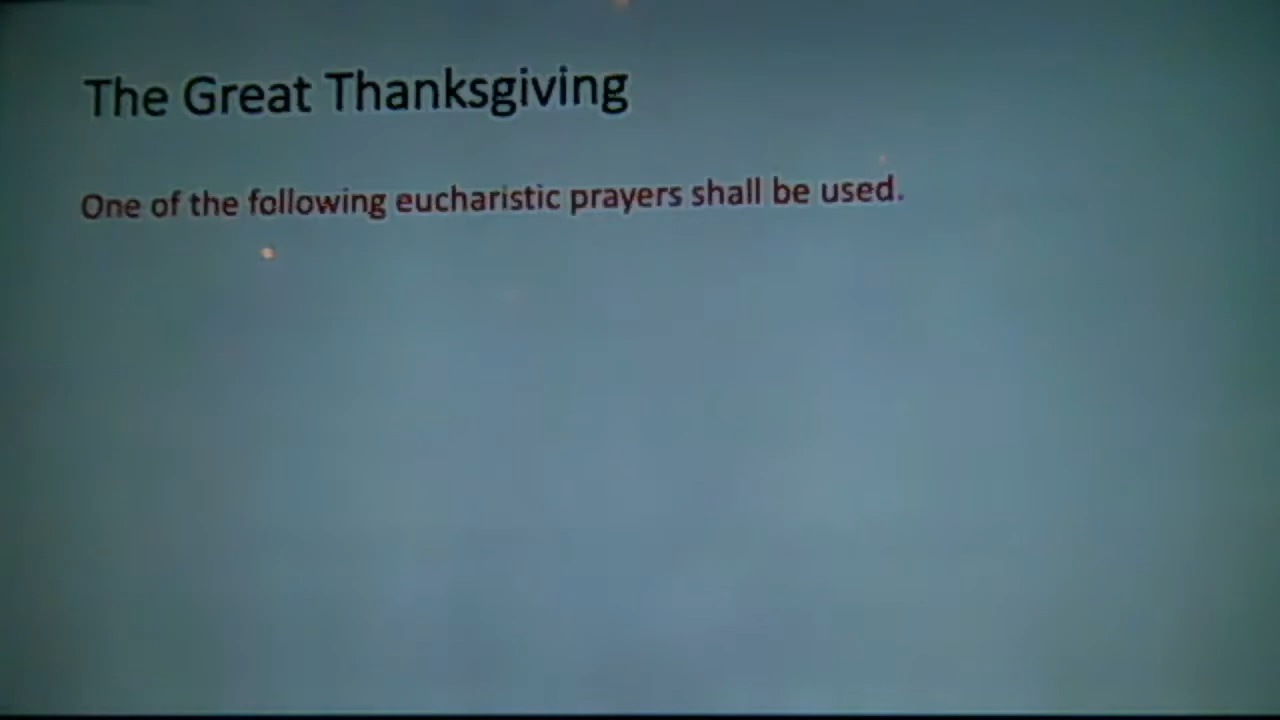 The Great Thanksgiving
One of the following eucharistic prayers shall be used.